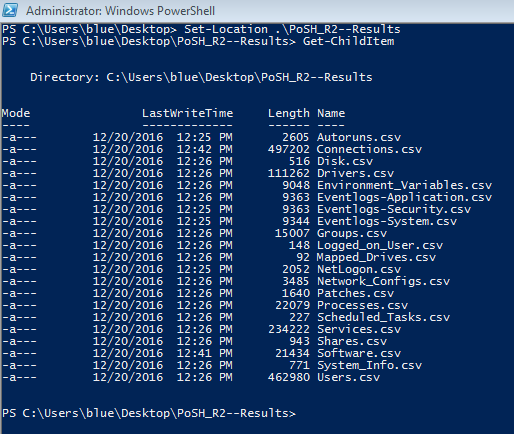 Administrator: Windows PowerShell
PS C:\Users\blue\Desktop> Set-Location .\PoSH_R2--Results
PS C:\Users\blue\Desktop\PoSH_R2--Results> Get-ChildItem
Directory: C:\Users\blue\Desktop\PoSH_R2--Results
Mode LastWriteTime Length Name
---- ------------- ------ ----
-a--- 12/20/2016 12:25 PM 2605 Autoruns.csv
-a--- 12/20/2016 12:42 PM 497202 Connections.csv
-a--- 12/20/2016 12:26 PM 516 Disk.csv
-a--- 12/20/2016 12:26 PM 111262 Drivers.csv
-a--- 12/20/2016 12:26 PM 9048 Environment_Variables.csv
-a--- 12/20/2016 12:26 PM 9363 Eventlogs-Application.csv
-a--- 12/20/2016 12:25 PM 9363 Eventlogs-Security.csv
-a--- 12/20/2016 12:25 PM 9344 Eventlogs-System.csv
-a--- 12/20/2016 12:26 PM 15007 Groups.csv
-a--- 12/20/2016 12:26 PM 148 Logged_on_User.csv
-a--- 12/20/2016 12:26 PM 92 Mapped_Drives.csv
-a--- 12/20/2016 12:25 PM 2052 NetLogon.csv
-a--- 12/20/2016 12:26 PM 3485 Network_Configs.csv
-a--- 12/20/2016 12:26 PM 1640 Patches.csv
-a--- 12/20/2016 12:26 PM 22079 Processes.csv
-a--- 12/20/2016 12:26 PM 227 Scheduled_Tasks.csv
-a--- 12/20/2016 12:26 PM 234222 Services.csv
-a--- 12/20/2016 12:26 PM 943 Shares.csv
-a--- 12/20/2016 12:41 PM 21434 Software.csv
-a--- 12/20/2016 12:26 PM 771 System_Info.csv
-a--- 12/20/2016 12:26 PM 462980 Users.csv
PS C:\Users\blue\Desktop\PoSH_R2--Results>